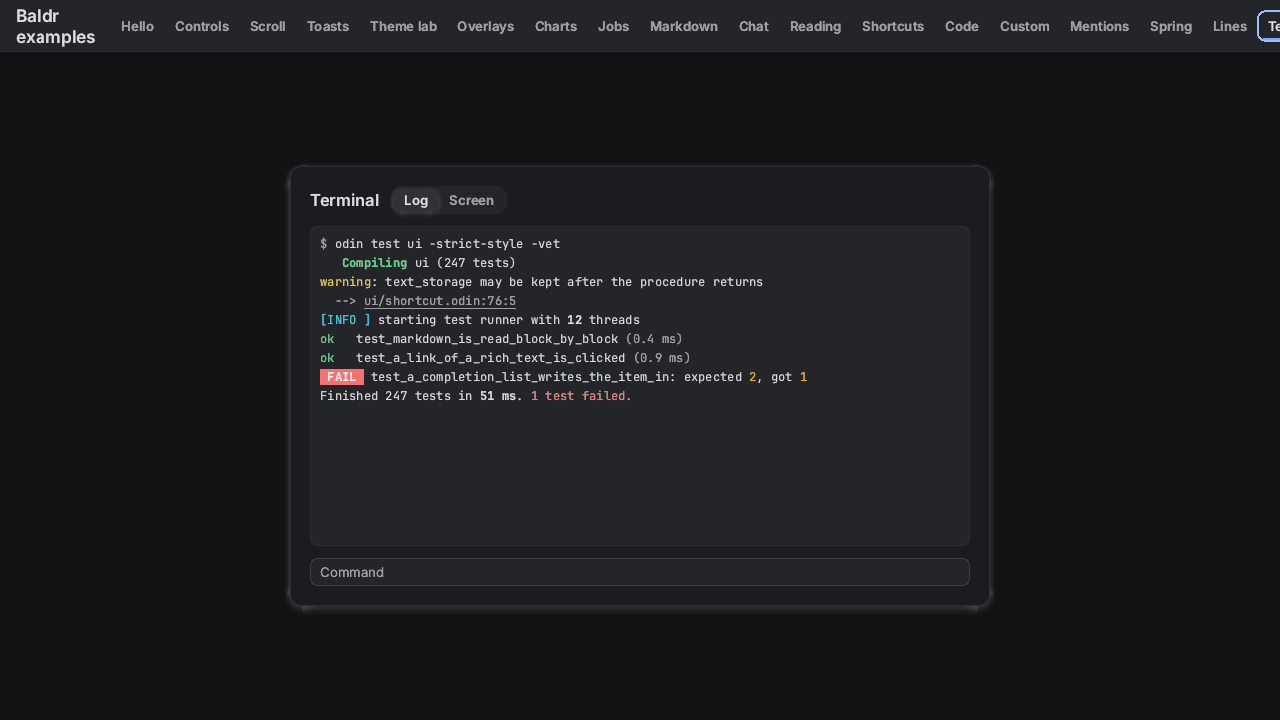 Baldr examples
Hello Controls Scroll Toasts Theme lab Overlays Charts Jobs Markdown Chat Reading Shortcuts Code Custom Mentions Spring Lines
Terminal Log Screen
$ odin test ui -strict-style -vet
Compiling ui (247 tests)
warning: text_storage may be kept after the procedure returns
--> ui/shortcut.odin:76:5
[INFO ] starting test runner with 12 threads
ok test_markdown_is_read_block_by_block (0.4 ms)
ok test_a_link_of_a_rich_text_is_clicked (0.9 ms)
FAIL test_a_completion_list_writes_the_item_in: expected 2, got 1
Finished 247 tests in 51 ms. 1 test failed.
Command